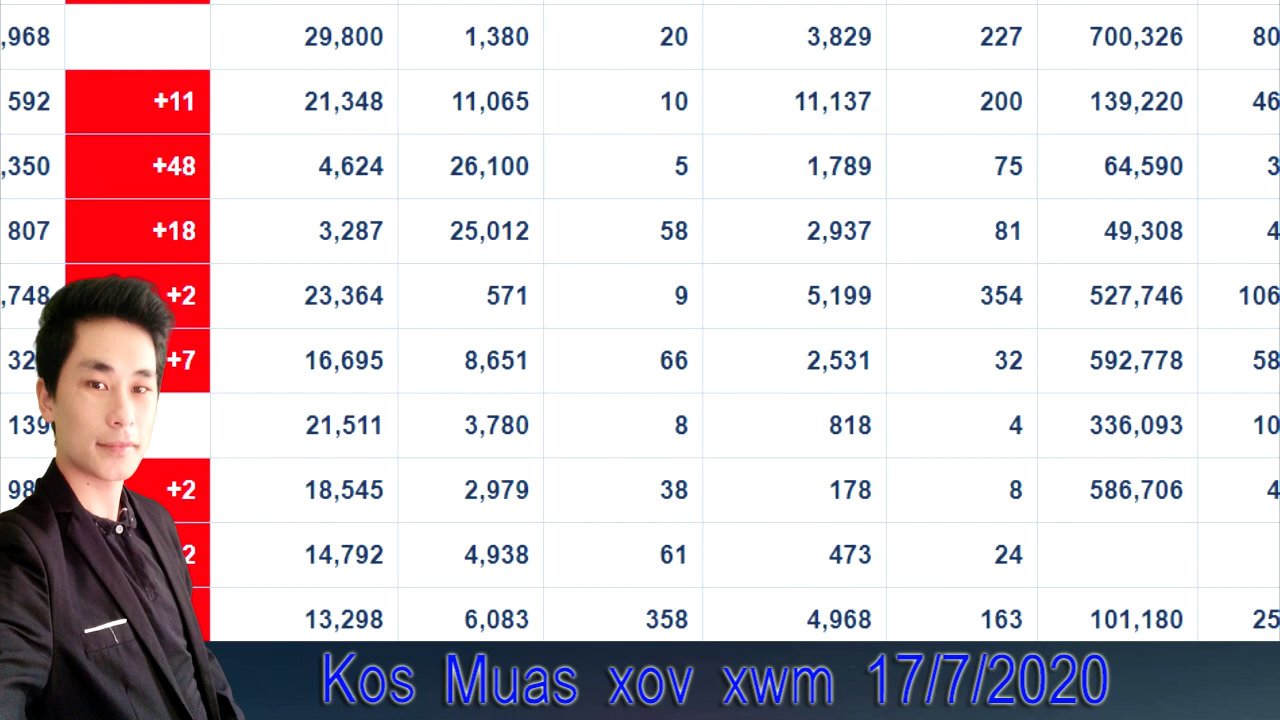 ,968 29,800 1,380 20 3,829 227 700,326 80
592 +11 21,348 11,065 10 11,137 200 139,220 46
,350 +48 4,624 26,100 5 1,789 75 64,590 3
807 +18 3,287 25,012 58 2,937 81 49,308 4
,748 +2 23,364 571 9 5,199 354 527,746 106
32 +7 16,695 8,651 66 2,531 32 592,778 58
139 21,511 3,780 8 818 4 336,093 10
98 +2 18,545 2,979 38 178 8 586,706 4
2 14,792 4,938 61 473 24
13,298 6,083 358 4,968 163 101,180 25
Kos Muas xov xwm 17/7/2020